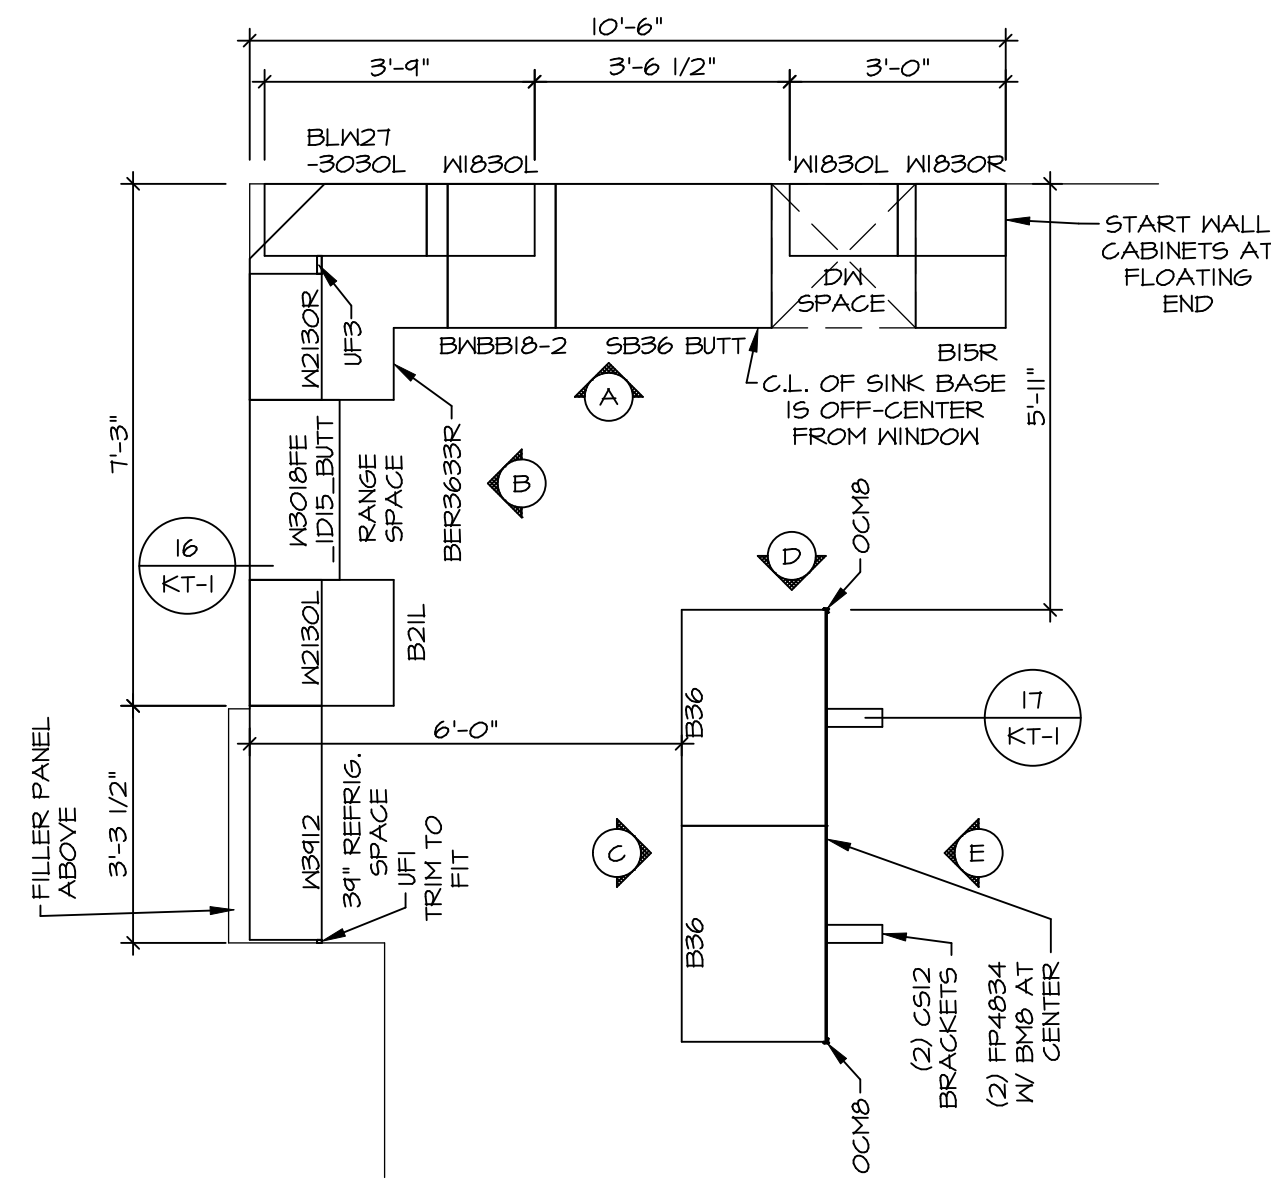 10'-6"
3'-9"
3'-6 1/2"
3'-0"
BLW27
-3030L
W1830L
W1830L
W1830R
START WALL
CABINETS AT
FLOATING
END
DW
SPACE
BWBB18-2
SB36 BUTT
B15R
C.L. OF SINK BASE
IS OFF-CENTER
FROM WINDOW
5'-11"
7'-3"
W2130R
UF3
A
B
BER3633R
W3018FE
_1D15_BUTT
RANGE
SPACE
16
KT-1
W2130L
B21L
D
OCM8
17
KT-1
6'-0"
B36
FILLER PANEL
ABOVE
3'-3 1/2"
W3912
39" REFRIG.
SPACE
UF1
TRIM TO
FIT
C
E
B36
(2) CS12
BRACKETS
(2) FP4834
W/ BM8 AT
CENTER
OCM8